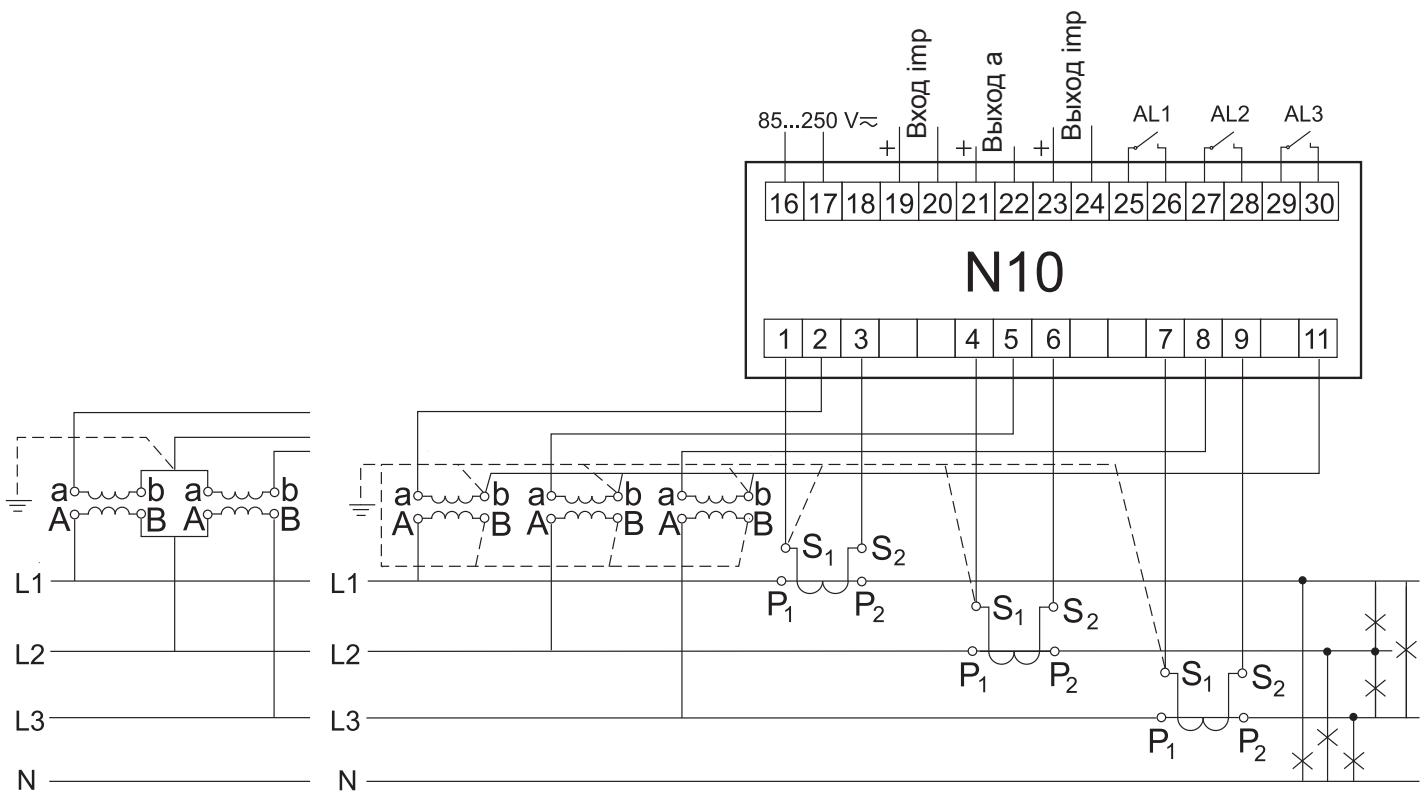 85...250 V≂
+ Вход imp
+ Выход a
+ Выход imp
AL1 AL2 AL3
16 17 18 19 20 21 22 23 24 25 26 27 28 29 30
N10
1 2 3 4 5 6 7 8 9 11
a b a b
A B A B
a b a b a b
A B A B A B
S1 S2
L1 L1
P1 P2
S1 S2
L2 L2
P1 P2
S1 S2
L3 L3
P1 P2
N N